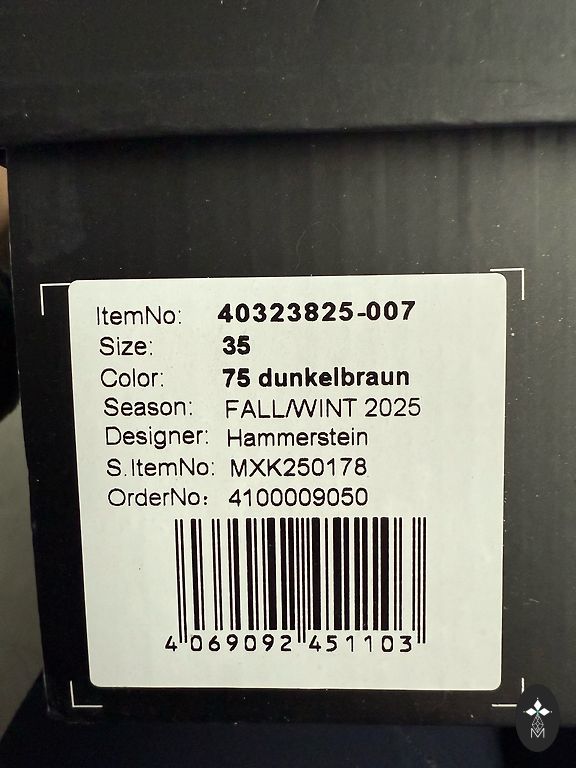 ItemNo: 40323825-007
Size: 35
Color: 75 dunkelbraun
Season: FALL/WINT 2025
Designer: Hammerstein
S.ItemNo: MXK250178
OrderNo: 4100009050
4 069092 451103
M